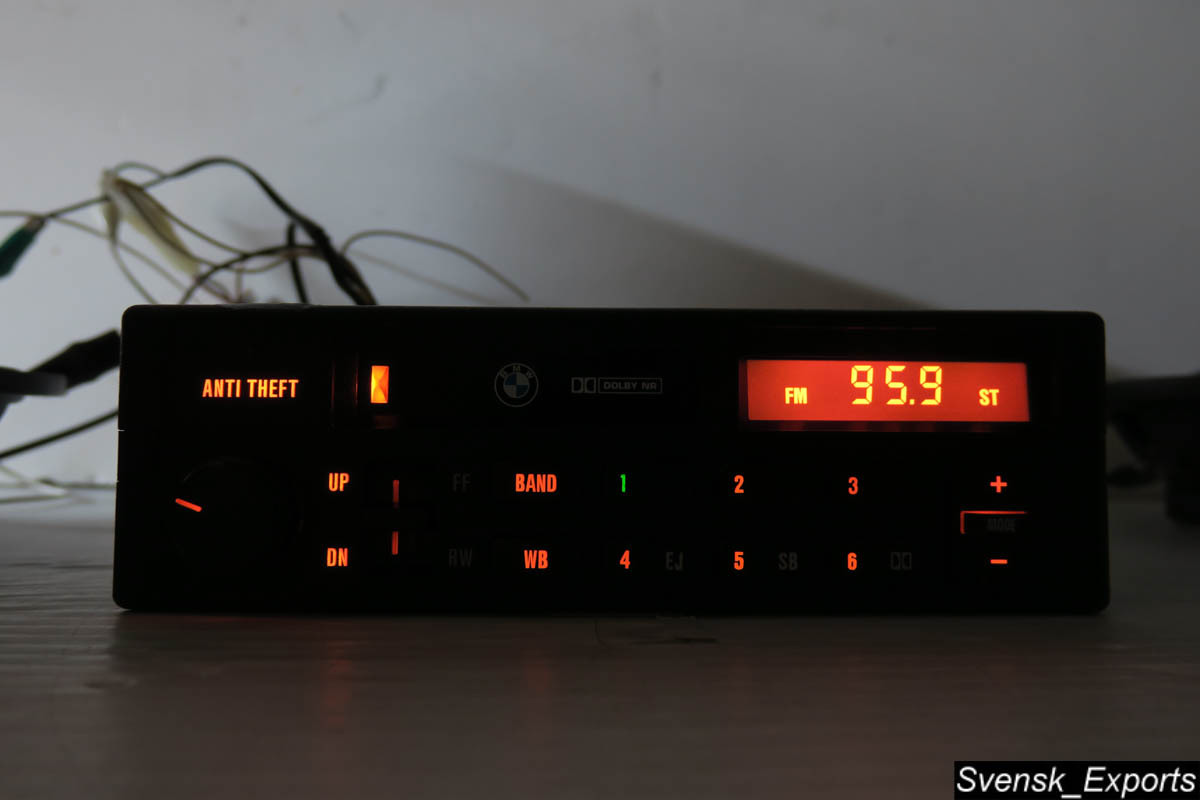 ANTI THEFT
BMW
DOLBY NR
FM 95.9 ST
UP FF BAND 1 2 3 +
MODE
DN RW WB 4 EJ 5 SB 6 −
Svensk_Exports